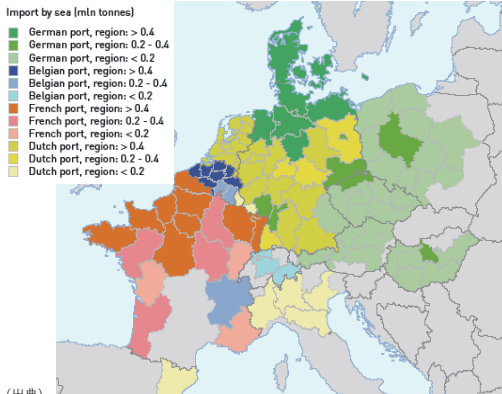 Import by sea (mln tonnes)
German port, region: > 0.4
German port, region: 0.2 - 0.4
German port, region: < 0.2
Belgian port, region: > 0.4
Belgian port, region: 0.2 - 0.4
Belgian port, region: < 0.2
French port, region: > 0.4
French port, region: 0.2 - 0.4
French port, region: < 0.2
Dutch port, region: > 0.4
Dutch port, region: 0.2 - 0.4
Dutch port, region: < 0.2
(出典)